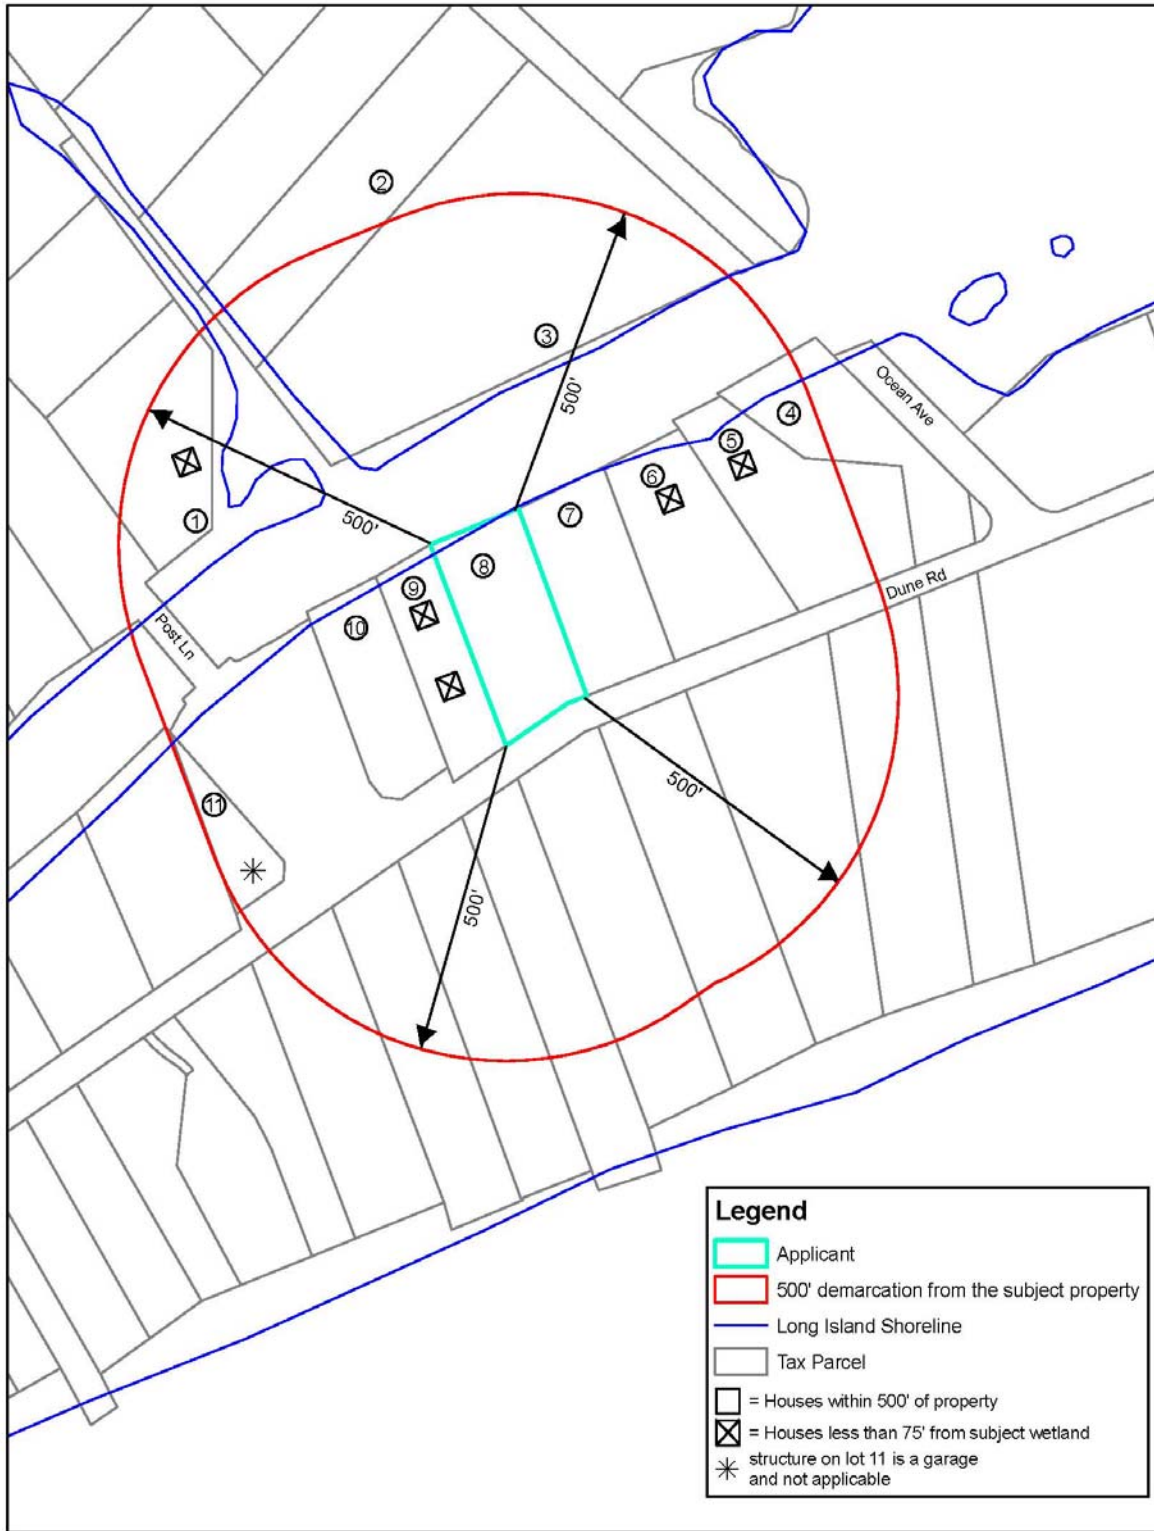 2
3
500'
Ocean Ave
4
5
6
1
500'
7
8
9
10
Dune Rd
Post Ln
500'
11
500'
Legend
Applicant
500' demarcation from the subject property
Long Island Shoreline
Tax Parcel
= Houses within 500' of property
= Houses less than 75' from subject wetland
structure on lot 11 is a garage
and not applicable